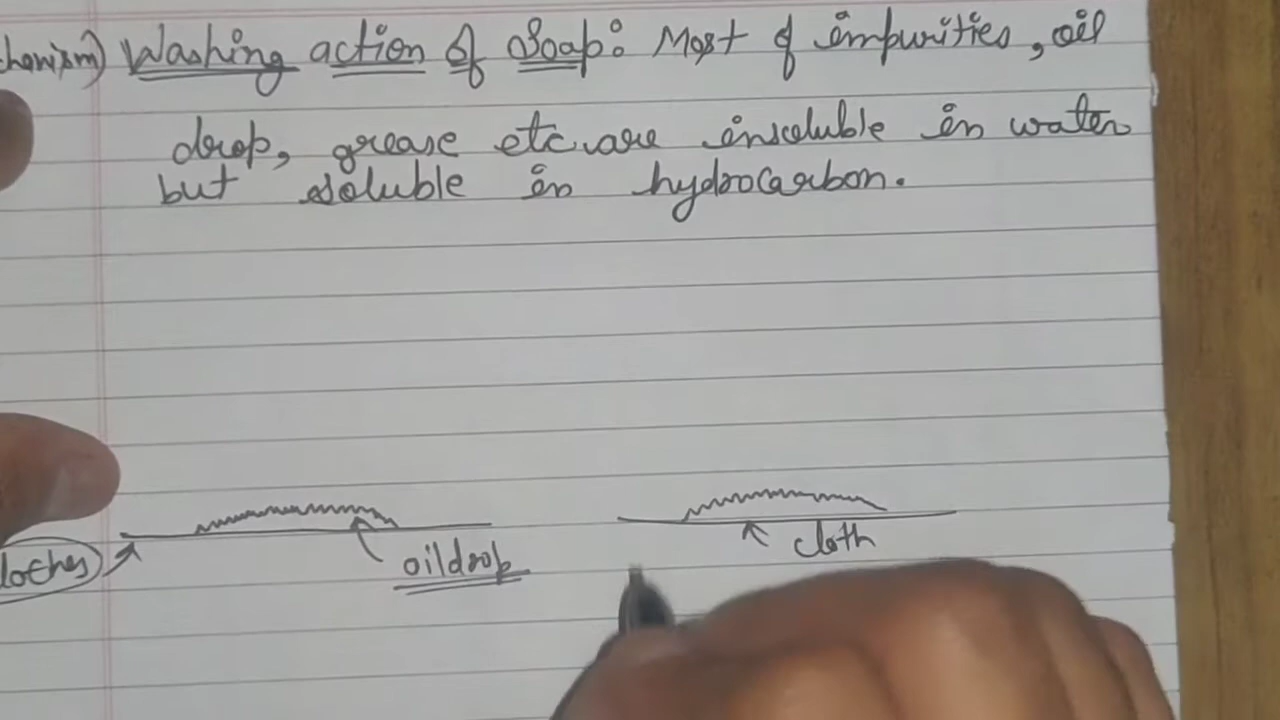 Washing action of Soap: Most of impurities, oil
drop, grease etc. are insoluble in water
but soluble in hydrocarbon.
oildrop
cloth